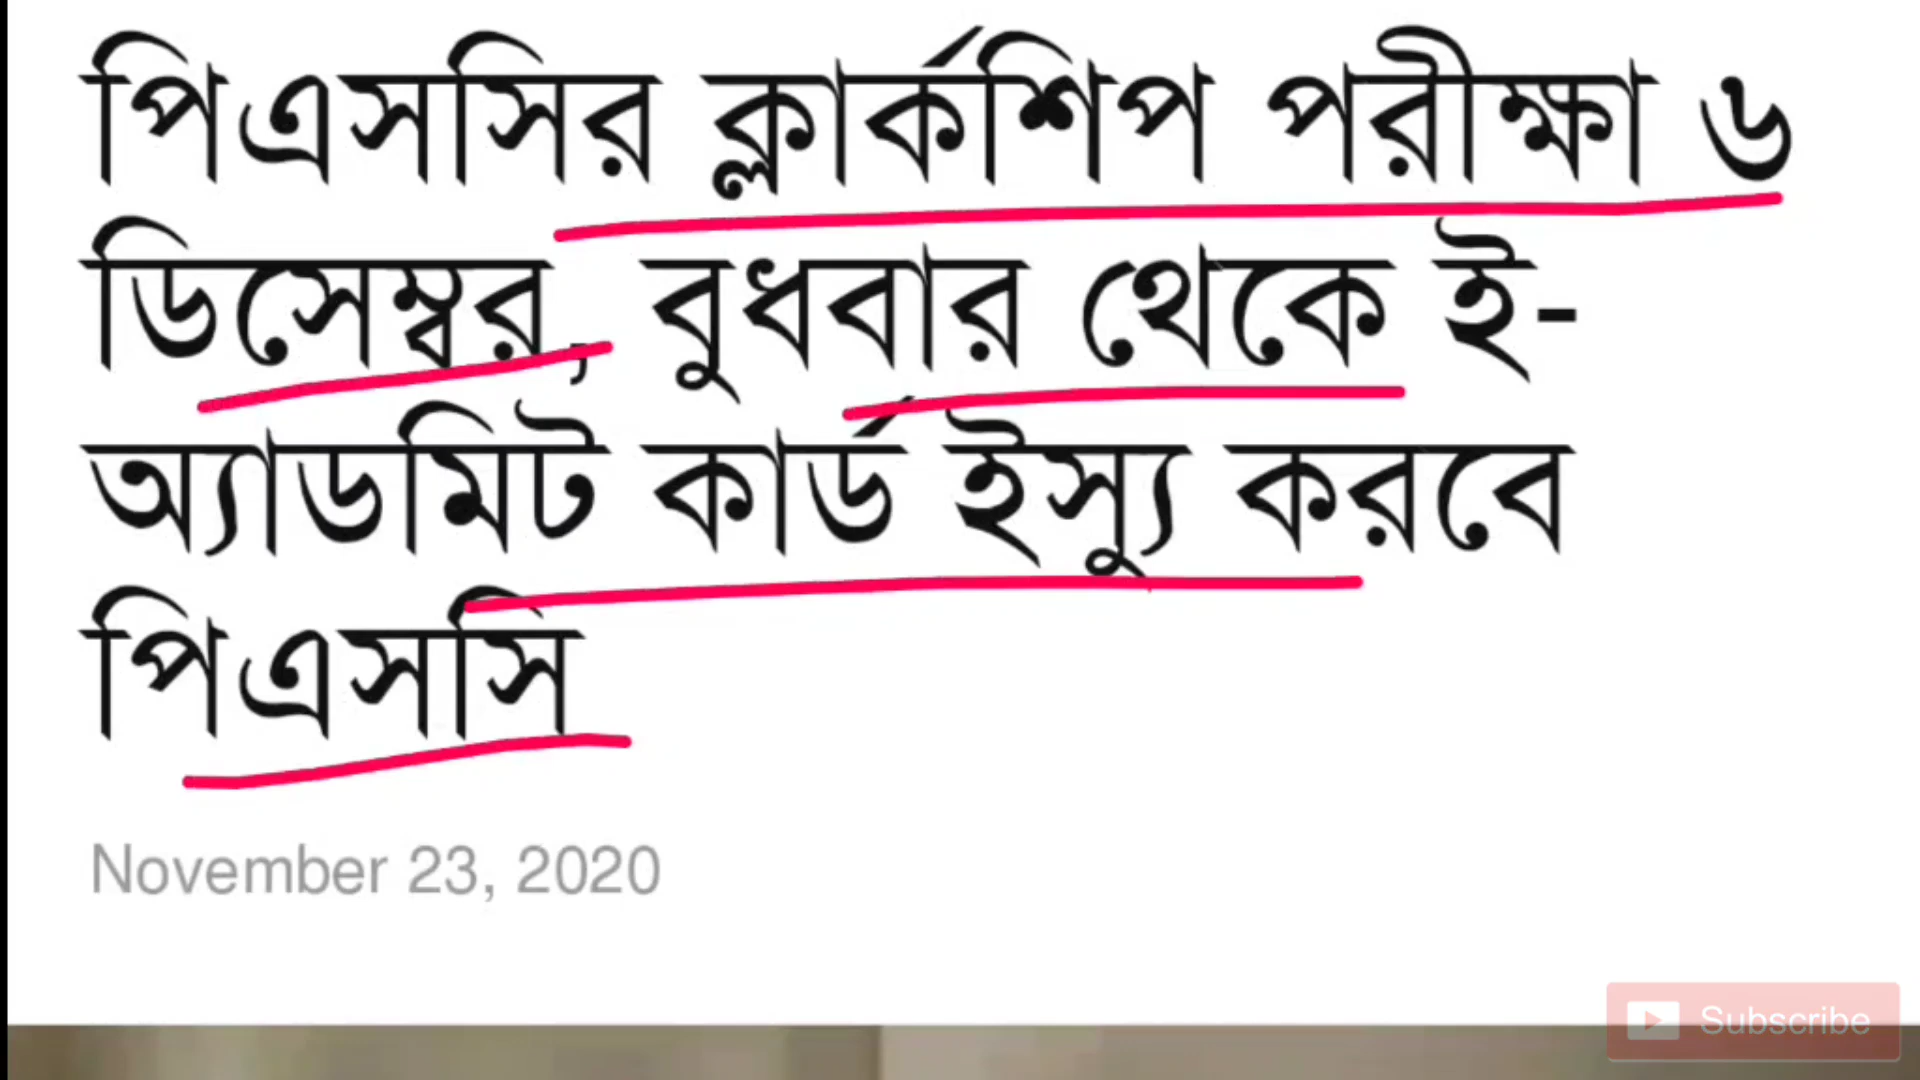 পিএসসির ক্লার্কশিপ পরীক্ষা ৬
ডিসেম্বর, বুধবার থেকে ই-
অ্যাডমিট কার্ড ইস্যু করবে
পিএসসি
November 23, 2020
Subscribe